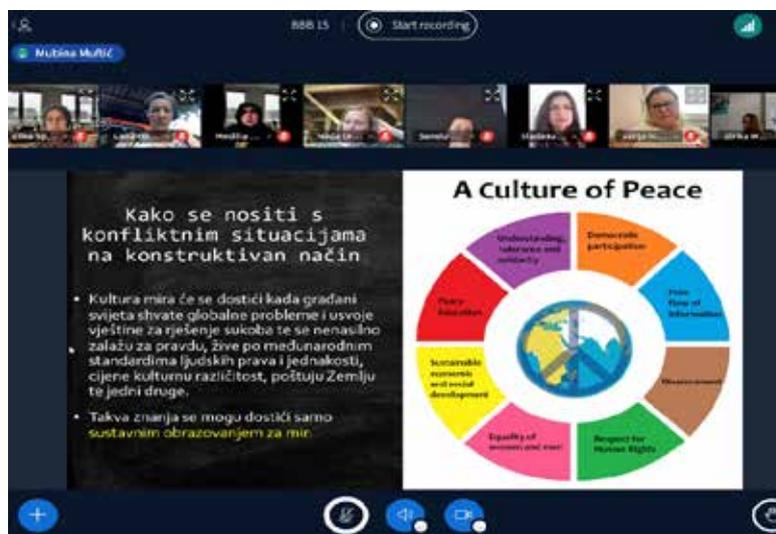 BBB 15
Start recording
Mubina Muftić
A Culture of Peace
Kako se nositi s
konfliktnim situacijama
na konstruktivan način
• Kultura mira će se dostići kada građani
svijeta shvate globalne probleme i usvoje
vještine za rješenje sukoba te se nenasilno
zalažu za pravdu, žive po međunarodnim
standardima ljudskih prava i jednakosti,
cijene kulturnu različitost, poštuju Zemlju
te jedni druge.
• Takva znanja se mogu dostići samo
sustavnim obrazovanjem za mir.
Understanding,
tolerance and
solidarity
Democratic
participation
Free
flow of
information
Disarmament
Respect for
Human Rights
Equality of
women and men
Sustainable
economic
and social
development
Peace
Education